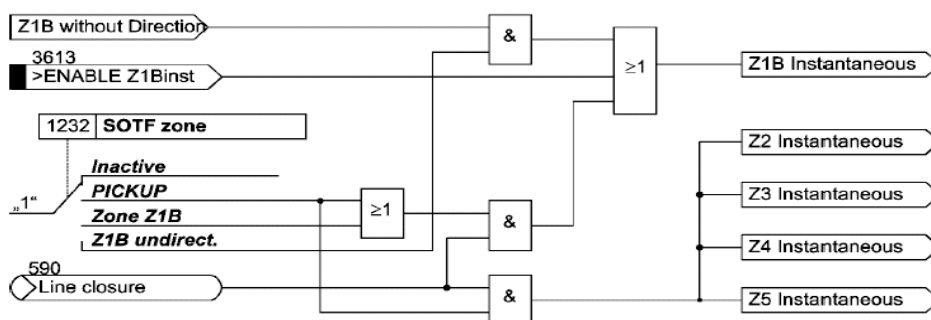 Z1B without Direction
3613
>ENABLE Z1Binst
1232 SOTF zone
„1“
Inactive
PICKUP
Zone Z1B
Z1B undirect.
590
Line closure
&
≥1
&
&
≥1
Z1B Instantaneous
Z2 Instantaneous
Z3 Instantaneous
Z4 Instantaneous
Z5 Instantaneous